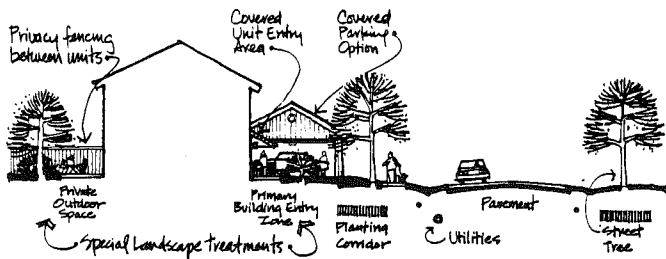 Privacy fencing
between units
Covered
Unit Entry
Area
Covered
Parking
Option
Private
Outdoor
Space
Primary
Building Entry
Zone
Planting
Corridor
Pavement
Utilities
Street
Tree
Special Landscape Treatments